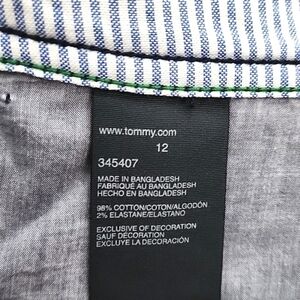 www.tommy.com
12
345407
MADE IN BANGLADESH
FABRIQUÉ AU BANGLADESH
HECHO EN BANGLADESH
98% COTTON/COTON/ALGODÓN
2% ELASTANE/ELASTANO
EXCLUSIVE OF DECORATION
SAUF DECORATION
EXCLUYE LA DECORACIÓN